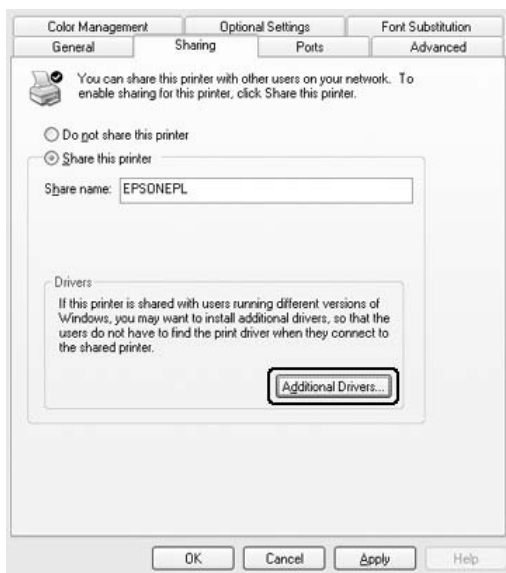 Color Management Optional Settings Font Substitution
General Sharing Ports Advanced
You can share this printer with other users on your network. To
enable sharing for this printer, click Share this printer.
Do not share this printer
Share this printer
Share name: EPSONEPL
Drivers
If this printer is shared with users running different versions of
Windows, you may want to install additional drivers, so that the
users do not have to find the print driver when they connect to
the shared printer.
Additional Drivers...
OK Cancel Apply Help